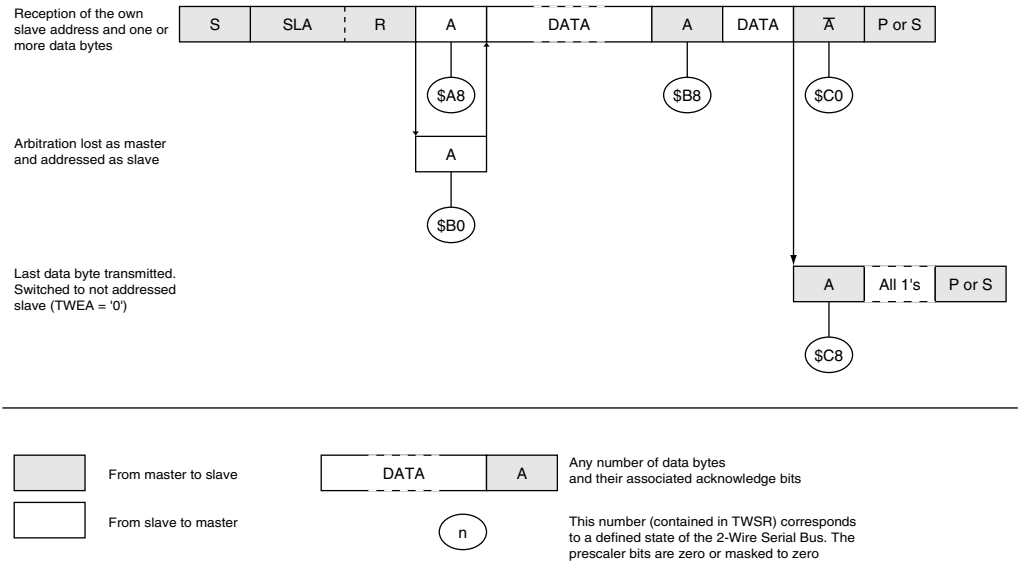 Reception of the own
slave address and one or
more data bytes
S SLA R A DATA A DATA A̅ P or S
$A8 $B8 $C0
Arbitration lost as master
and addressed as slave
A
$B0
Last data byte transmitted.
Switched to not addressed
slave (TWEA = '0')
A All 1's P or S
$C8
From master to slave
DATA A
Any number of data bytes
and their associated acknowledge bits
From slave to master
n
This number (contained in TWSR) corresponds
to a defined state of the 2-Wire Serial Bus. The
prescaler bits are zero or masked to zero